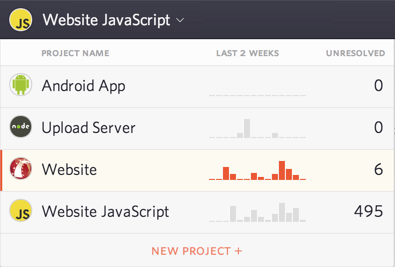 JS Website JavaScript
PROJECT NAME LAST 2 WEEKS UNRESOLVED
Android App 0
node Upload Server 0
Website 6
JS Website JavaScript 495
NEW PROJECT +